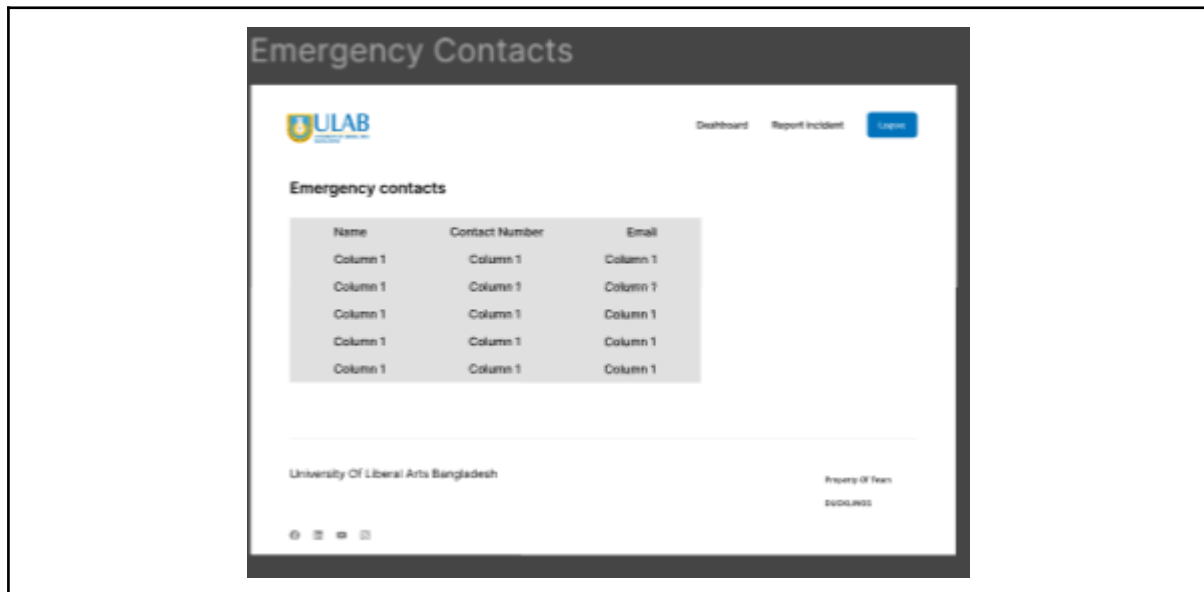 Emergency Contacts
ULAB
Dashboard Report Incident Logout
Emergency contacts
Name Contact Number Email
Column 1 Column 1 Column 1
Column 1 Column 1 Column 1
Column 1 Column 1 Column 1
Column 1 Column 1 Column 1
Column 1 Column 1 Column 1
University Of Liberal Arts Bangladesh
Property Of Team
DUCKLINGS